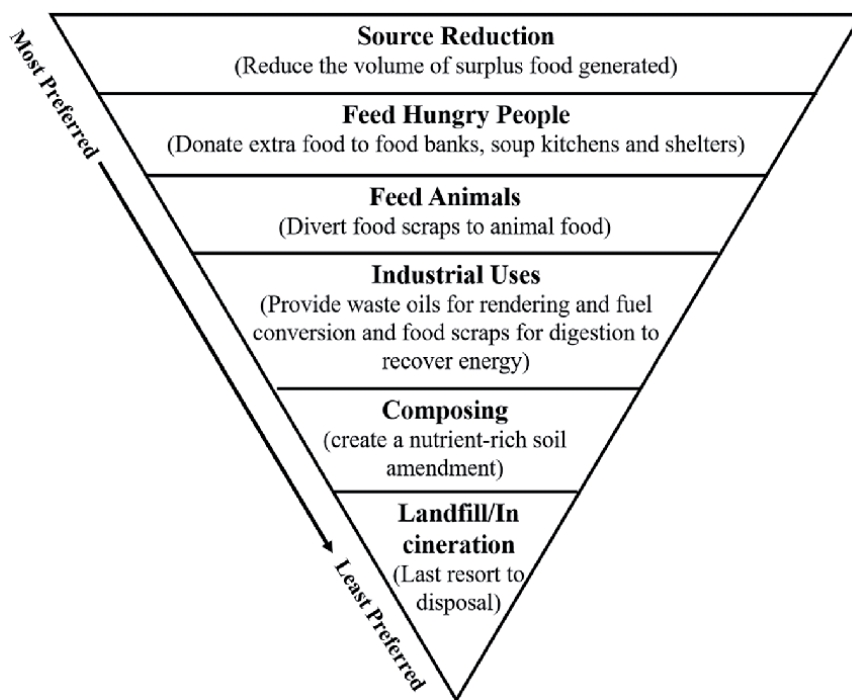 Most Preferred
Source Reduction
(Reduce the volume of surplus food generated)
Feed Hungry People
(Donate extra food to food banks, soup kitchens and shelters)
Feed Animals
(Divert food scraps to animal food)
Industrial Uses
(Provide waste oils for rendering and fuel
conversion and food scraps for digestion to
recover energy)
Composing
(create a nutrient-rich soil
amendment)
Landfill/In
cineration
(Last resort to
disposal)
Least Preferred